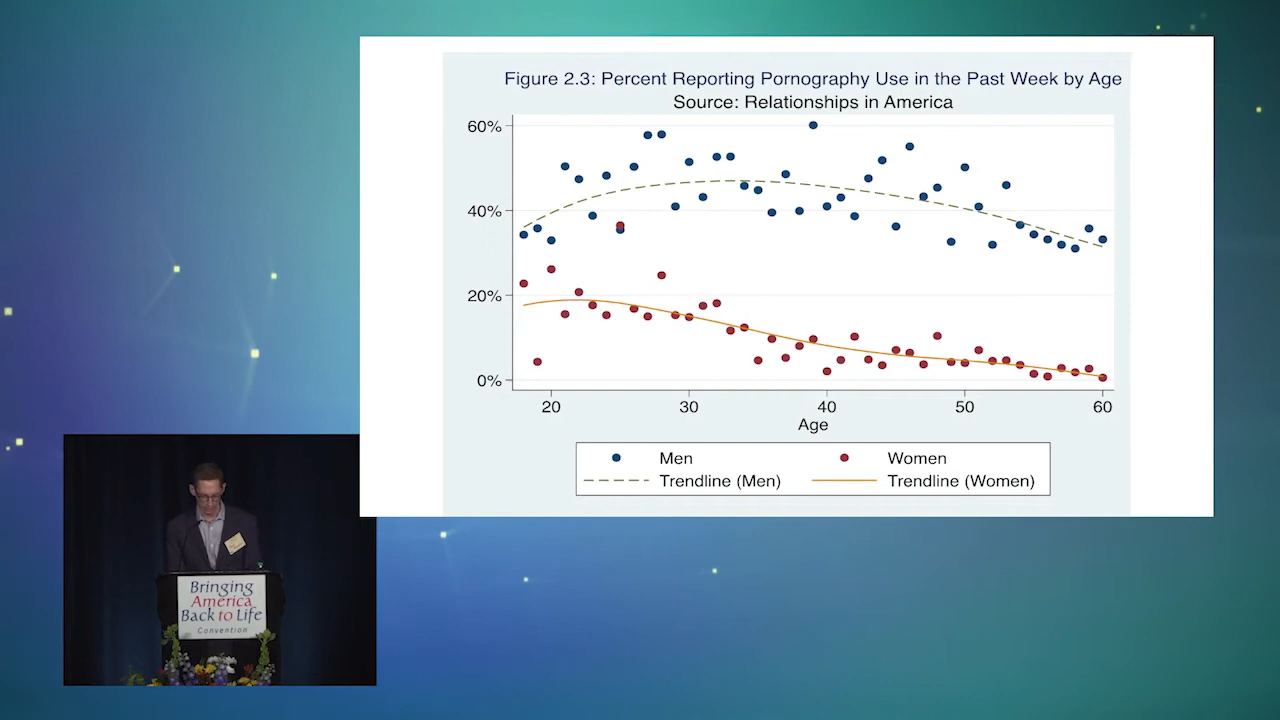 Figure 2.3: Percent Reporting Pornography Use in the Past Week by Age
Source: Relationships in America
60%
40%
20%
0%
20 30 40 50 60
Age
Men Women
Trendline (Men) Trendline (Women)
Bringing
America
Back to Life
Convention